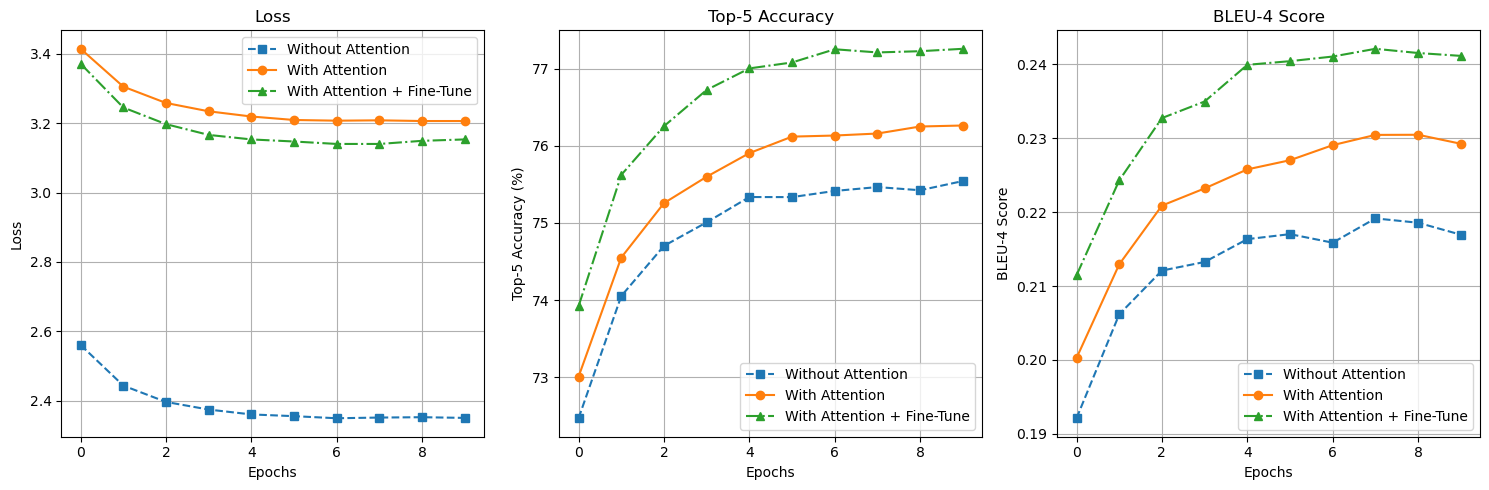 Loss
Loss
3.4
3.2
3.0
2.8
2.6
2.4
0
2
4
6
8
Epochs
Without Attention
With Attention
With Attention + Fine-Tune
Top-5 Accuracy
Top-5 Accuracy (%)
77
76
75
74
73
0
2
4
6
8
Epochs
Without Attention
With Attention
With Attention + Fine-Tune
BLEU-4 Score
BLEU-4 Score
0.24
0.23
0.22
0.21
0.20
0.19
0
2
4
6
8
Epochs
Without Attention
With Attention
With Attention + Fine-Tune